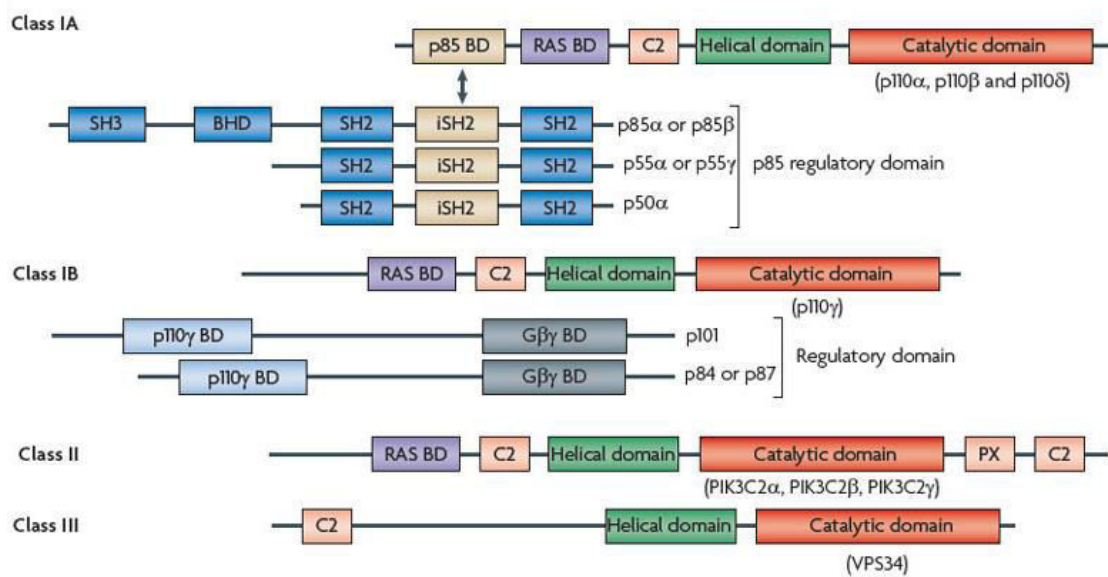 Class IA
p85 BD RAS BD C2 Helical domain Catalytic domain
(p110α, p110β and p110δ)
SH3 BHD SH2 iSH2 SH2 p85α or p85β
SH2 iSH2 SH2 p55α or p55γ
p85 regulatory domain
SH2 iSH2 SH2 p50α
Class IB
RAS BD C2 Helical domain Catalytic domain
(p110γ)
p110γ BD Gβγ BD p101
Regulatory domain
p110γ BD Gβγ BD p84 or p87
Class II
RAS BD C2 Helical domain Catalytic domain PX C2
(PIK3C2α, PIK3C2β, PIK3C2γ)
Class III
C2 Helical domain Catalytic domain
(VPS34)